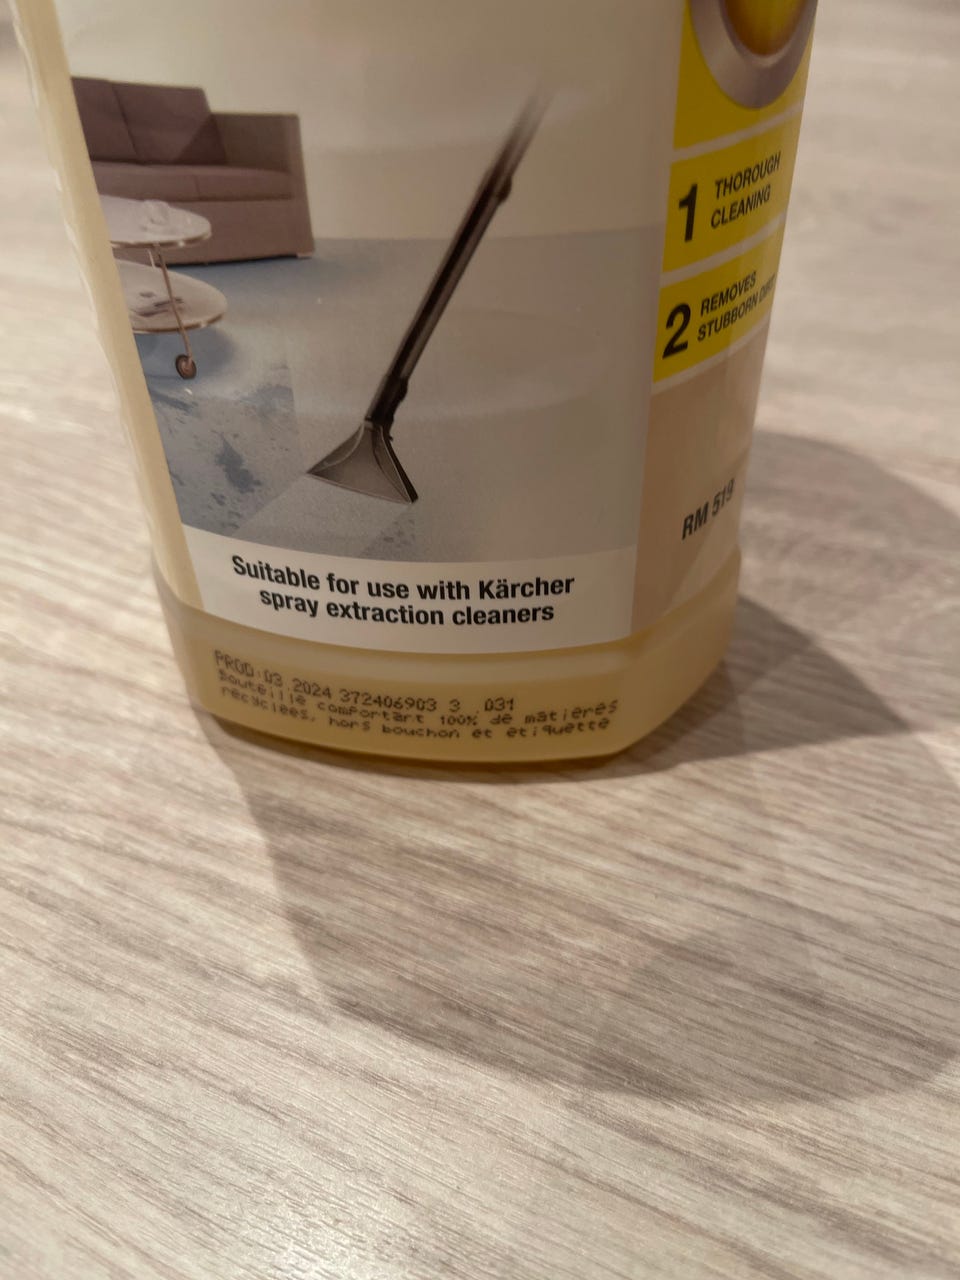 1 THOROUGH
CLEANING
2 REMOVES
STUBBORN DIRT
RM 519
Suitable for use with Kärcher
spray extraction cleaners
PROD:03 2024 372406903 3 031
Bouteille comportant 100% de matières
recyclées, hors bouchon et étiquette